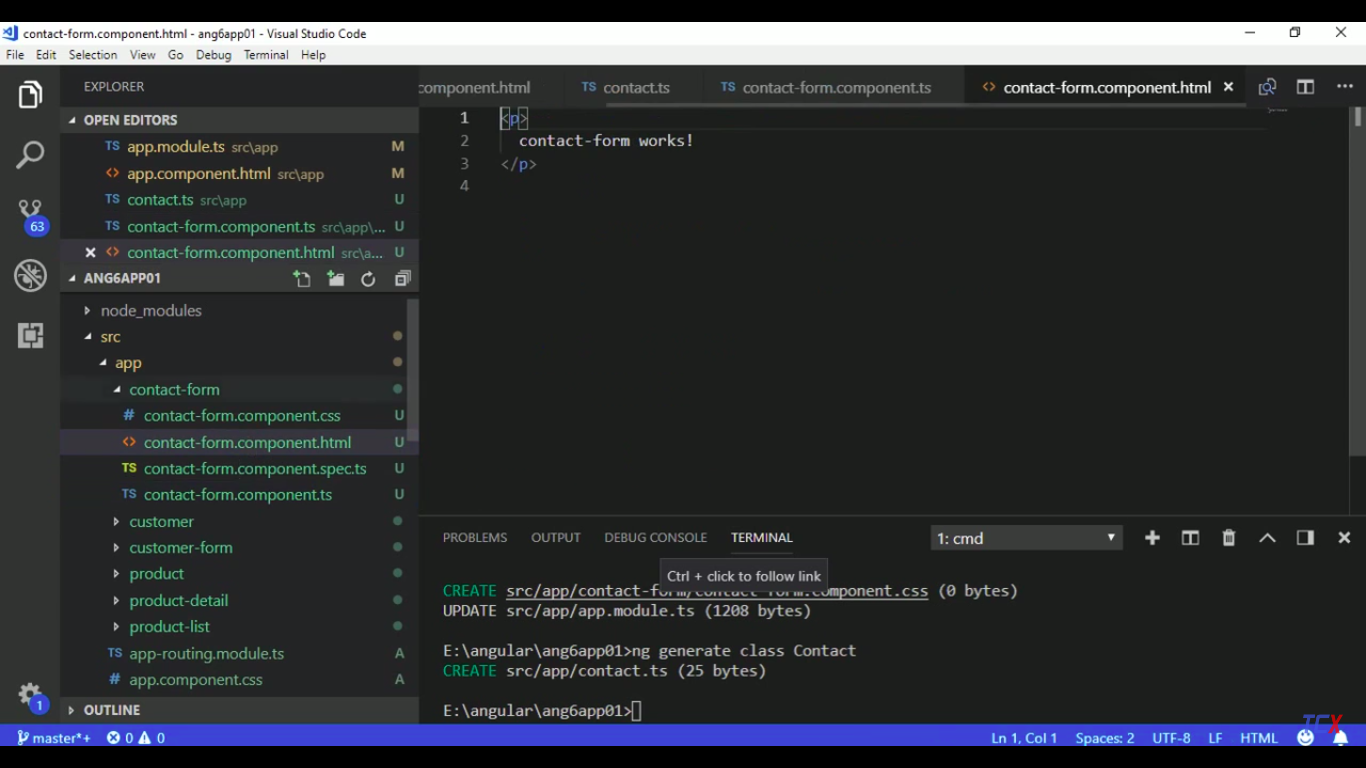 contact-form.component.html - ang6app01 - Visual Studio Code
File Edit Selection View Go Debug Terminal Help
EXPLORER
OPEN EDITORS
TS app.module.ts src\app M
<> app.component.html src\app M
TS contact.ts src\app U
TS contact-form.component.ts src\app\... U
<> contact-form.component.html src\a... U
ANG6APP01
node_modules
src
app
contact-form
# contact-form.component.css U
<> contact-form.component.html U
TS contact-form.component.spec.ts U
TS contact-form.component.ts U
customer
customer-form
product
product-detail
product-list
TS app-routing.module.ts A
# app.component.css A
OUTLINE
63
1
component.html TS contact.ts TS contact-form.component.ts <> contact-form.component.html
1 <p>
2 contact-form works!
3 </p>
4
PROBLEMS OUTPUT DEBUG CONSOLE TERMINAL 1: cmd
Ctrl + click to follow link
CREATE src/app/contact-form/contact-form.component.css (0 bytes)
UPDATE src/app/app.module.ts (1208 bytes)
E:\angular\ang6app01>ng generate class Contact
CREATE src/app/contact.ts (25 bytes)
E:\angular\ang6app01>
master*+ 0 0 Ln 1, Col 1 Spaces: 2 UTF-8 LF HTML
TCX